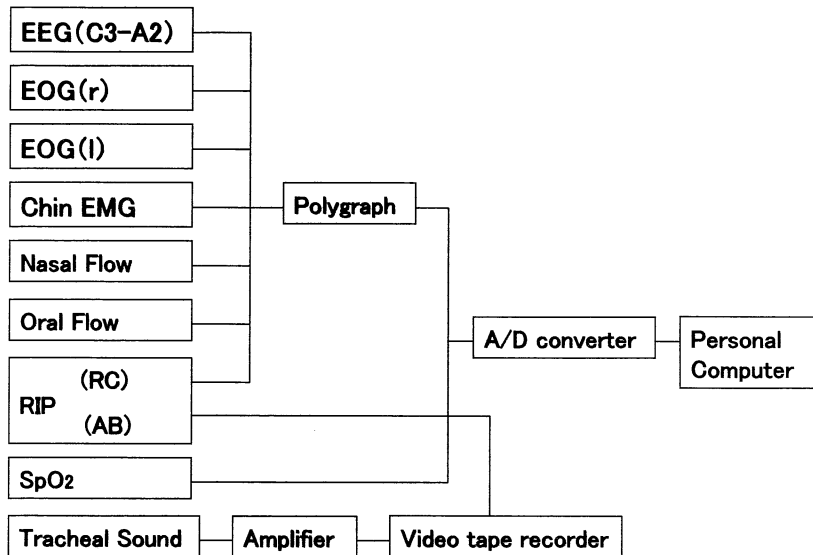 EEG(C3-A2)
EOG(r)
EOG(l)
Chin EMG
Polygraph
Nasal Flow
Oral Flow
A/D converter
Personal
Computer
RIP
(RC)
(AB)
SpO2
Tracheal Sound
Amplifier
Video tape recorder